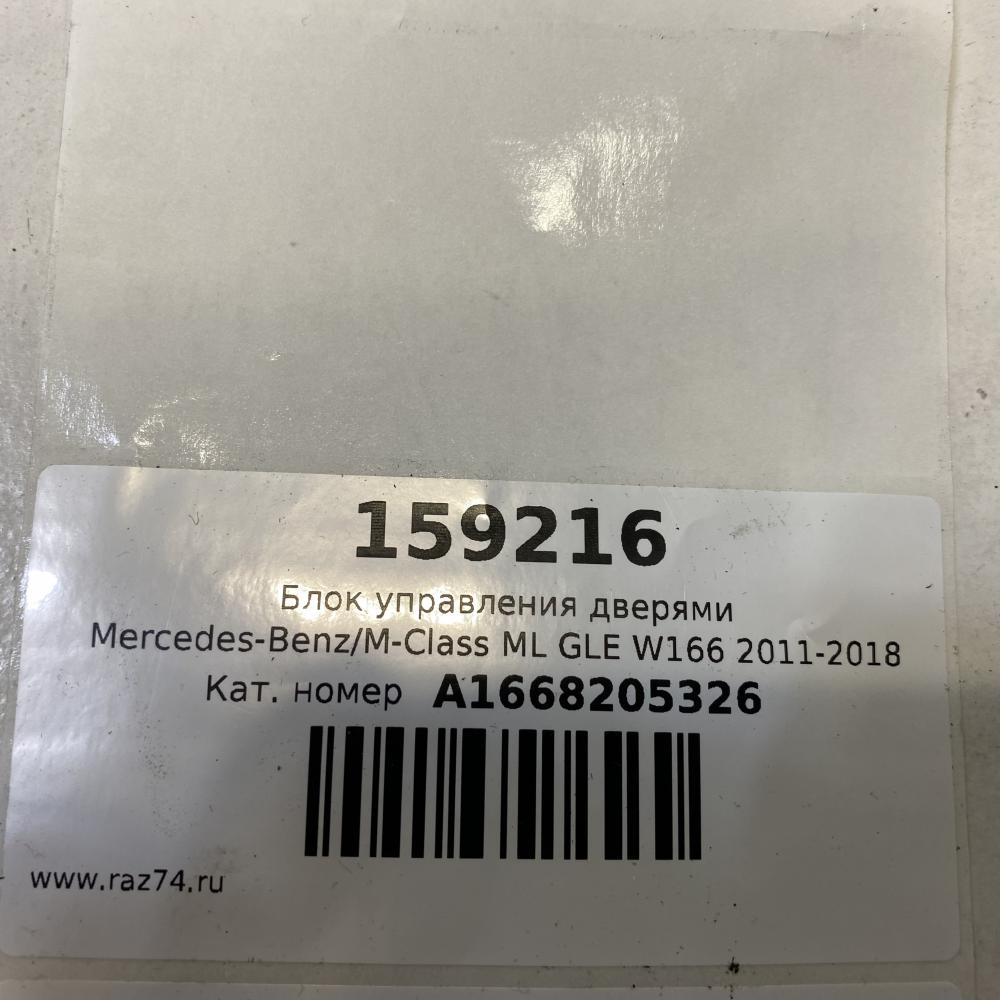 159216
Блок управления дверями
Mercedes-Benz/M-Class ML GLE W166 2011-2018
Кат. номер A1668205326
www.raz74.ru